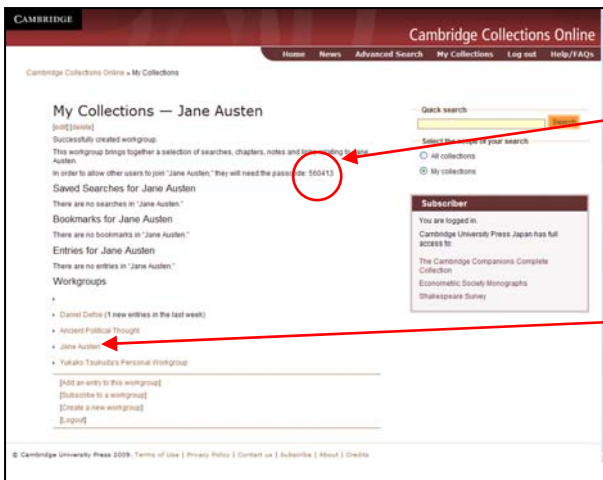 CAMBRIDGE
Cambridge Collections Online
Home News Advanced Search My Collections Log out Help/FAQs
Cambridge Collections Online » My Collections
My Collections — Jane Austen
[edit] [delete]
Successfully created workgroup.
This workgroup brings together a selection of searches, chapters, notes and links relating to Jane
Austen.
In order to allow other users to join "Jane Austen," they will need the passcode: 560413
Saved Searches for Jane Austen
There are no searches in "Jane Austen."
Bookmarks for Jane Austen
There are no bookmarks in "Jane Austen."
Entries for Jane Austen
There are no entries in "Jane Austen."
Workgroups
Daniel Defoe (1 new entries in the last week)
Ancient Political Thought
Jane Austen
Yukako Tsukuda's Personal Workgroup
[Add an entry to this workgroup]
[Subscribe to a workgroup]
[Create a new workgroup]
[Logout]
Quick search
Search
Select the scope of your search
All collections
My collections
Subscriber
You are logged in.
Cambridge University Press Japan has full
access to:
The Cambridge Companions Complete
Collection
Econometric Society Monographs
Shakespeare Survey
© Cambridge University Press 2009. Terms of Use | Privacy Policy | Contact us | Subscribe | About | Credits